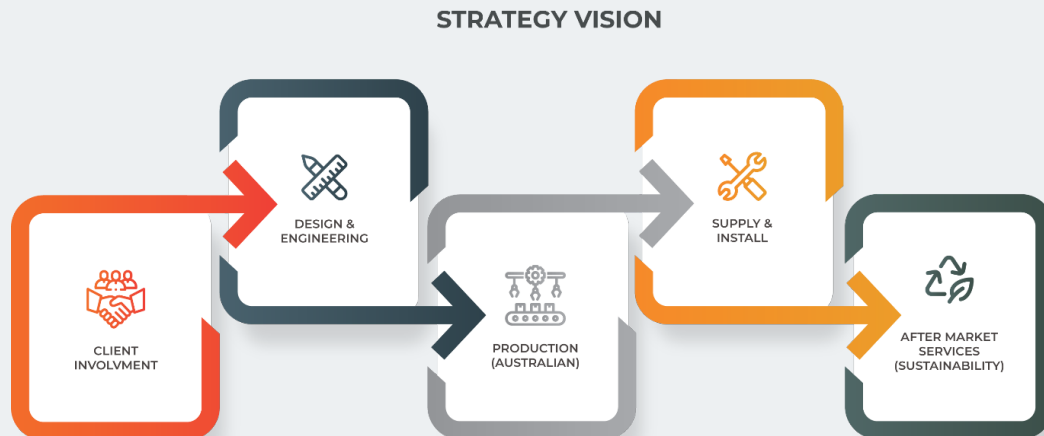 STRATEGY VISION
CLIENT
INVOLVMENT
DESIGN &
ENGINEERING
PRODUCTION
(AUSTRALIAN)
SUPPLY &
INSTALL
AFTER MARKET
SERVICES
(SUSTAINABILITY)